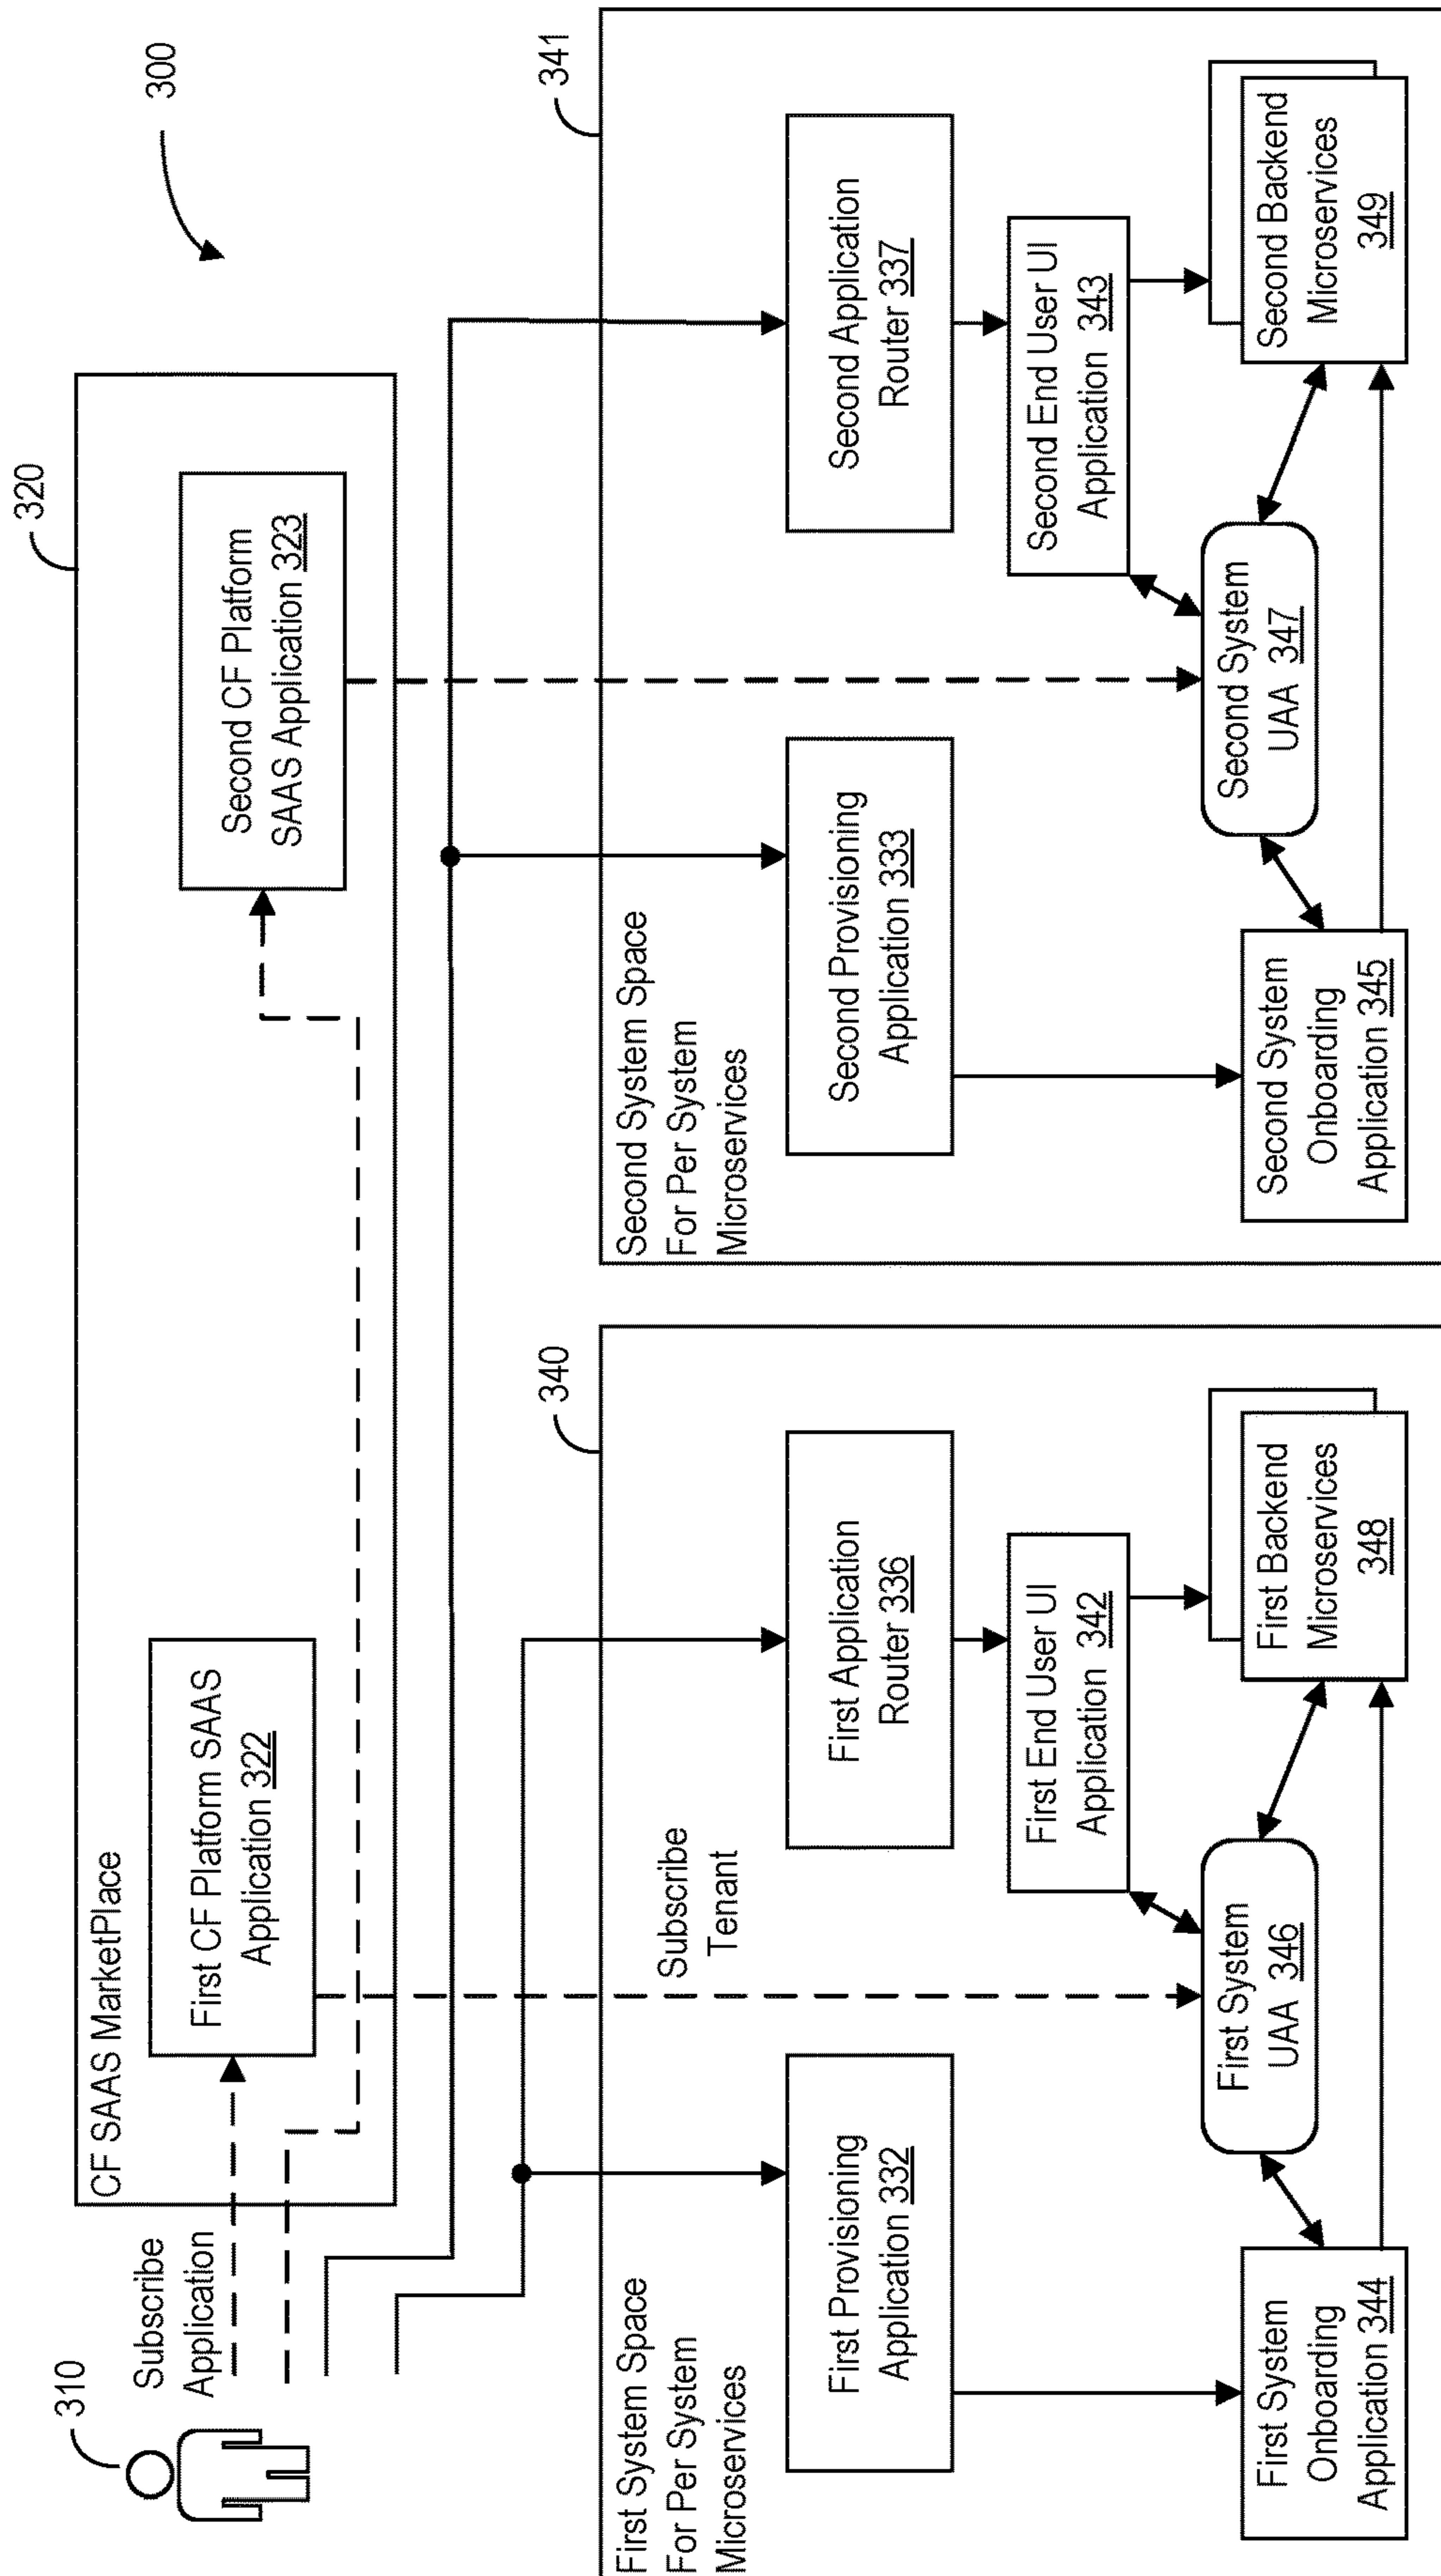 300
310
Subscribe
Application
320
CF SAAS MarketPlace
First CF Platform SAAS
Application 322
Second CF Platform
SAAS Application 323
340
First System Space
For Per System
Microservices
Subscribe
Tenant
First Provisioning
Application 332
First Application
Router 336
First End User UI
Application 342
First System
UAA 346
First System
Onboarding
Application 344
First Backend
Microservices
348
341
Second System Space
For Per System
Microservices
Second Provisioning
Application 333
Second Application
Router 337
Second End User UI
Application 343
Second System
UAA 347
Second System
Onboarding
Application 345
Second Backend
Microservices
349